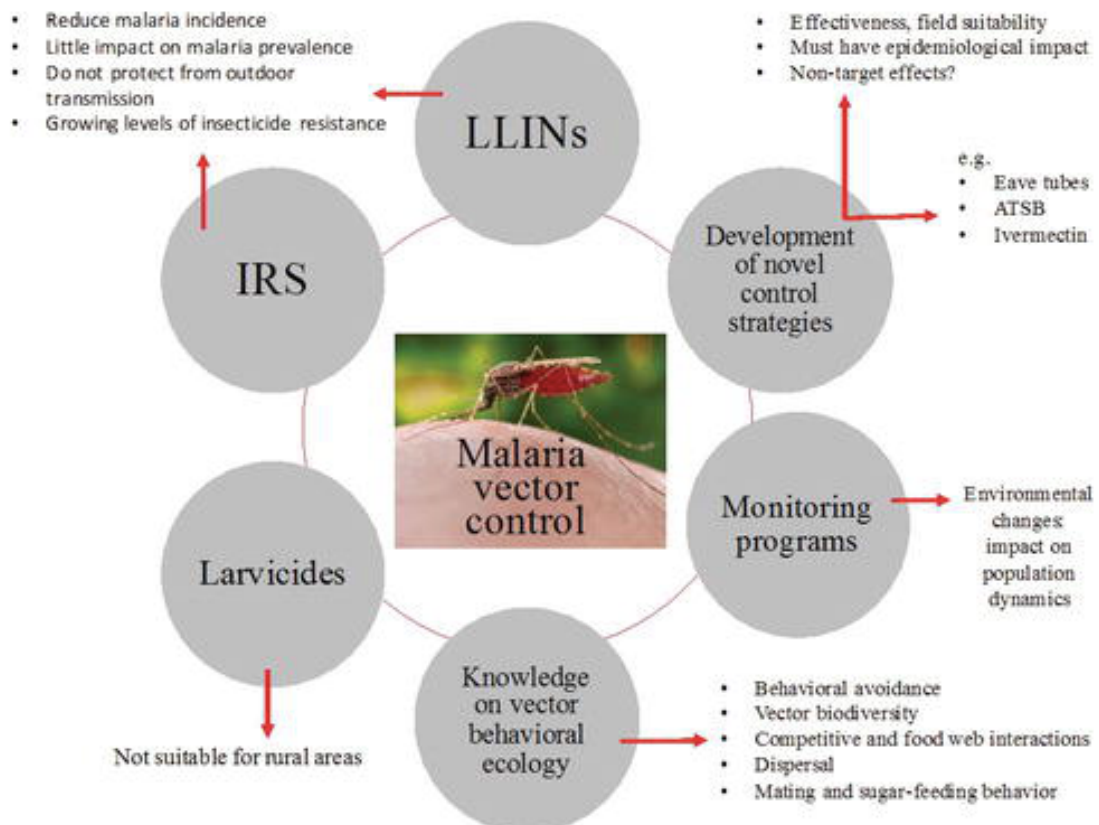 • Reduce malaria incidence
• Little impact on malaria prevalence
• Do not protect from outdoor
transmission
• Growing levels of insecticide resistance
• Effectiveness, field suitability
• Must have epidemiological impact
• Non-target effects?
LLINs
e.g.
• Eave tubes
• ATSB
• Ivermectin
IRS
Development
of novel
control
strategies
Malaria
vector
control
Monitoring
programs
Environmental
changes:
impact on
population
dynamics
Larvicides
Knowledge
on vector
behavioral
ecology
• Behavioral avoidance
• Vector biodiversity
• Competitive and food web interactions
• Dispersal
• Mating and sugar-feeding behavior
Not suitable for rural areas